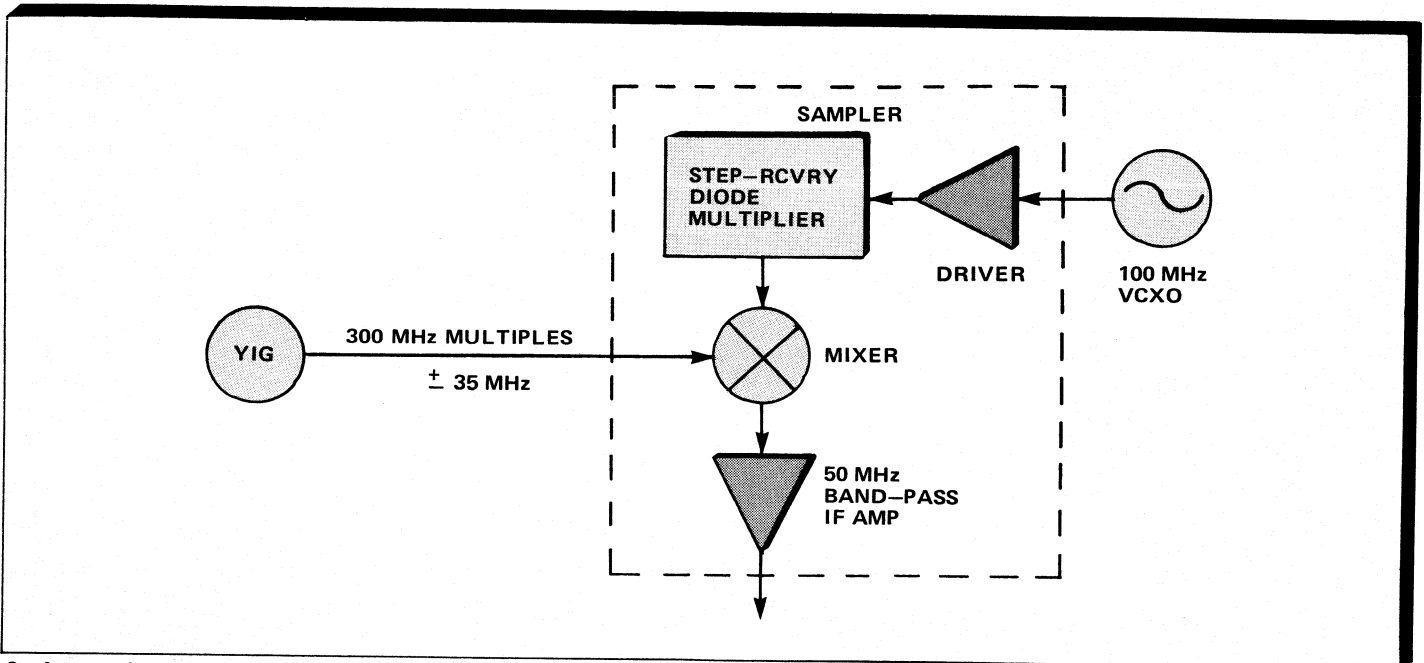 SAMPLER
STEP–RCVRY
DIODE
MULTIPLIER
DRIVER
100 MHz
VCXO
YIG
300 MHz MULTIPLES
± 35 MHz
MIXER
50 MHz
BAND–PASS
IF AMP